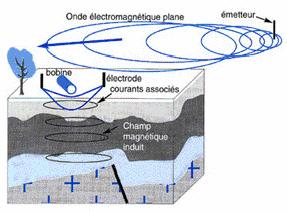 Onde électromagnétique plane
émetteur
bobine
électrode
courants associés
Champ
magnétique
induit